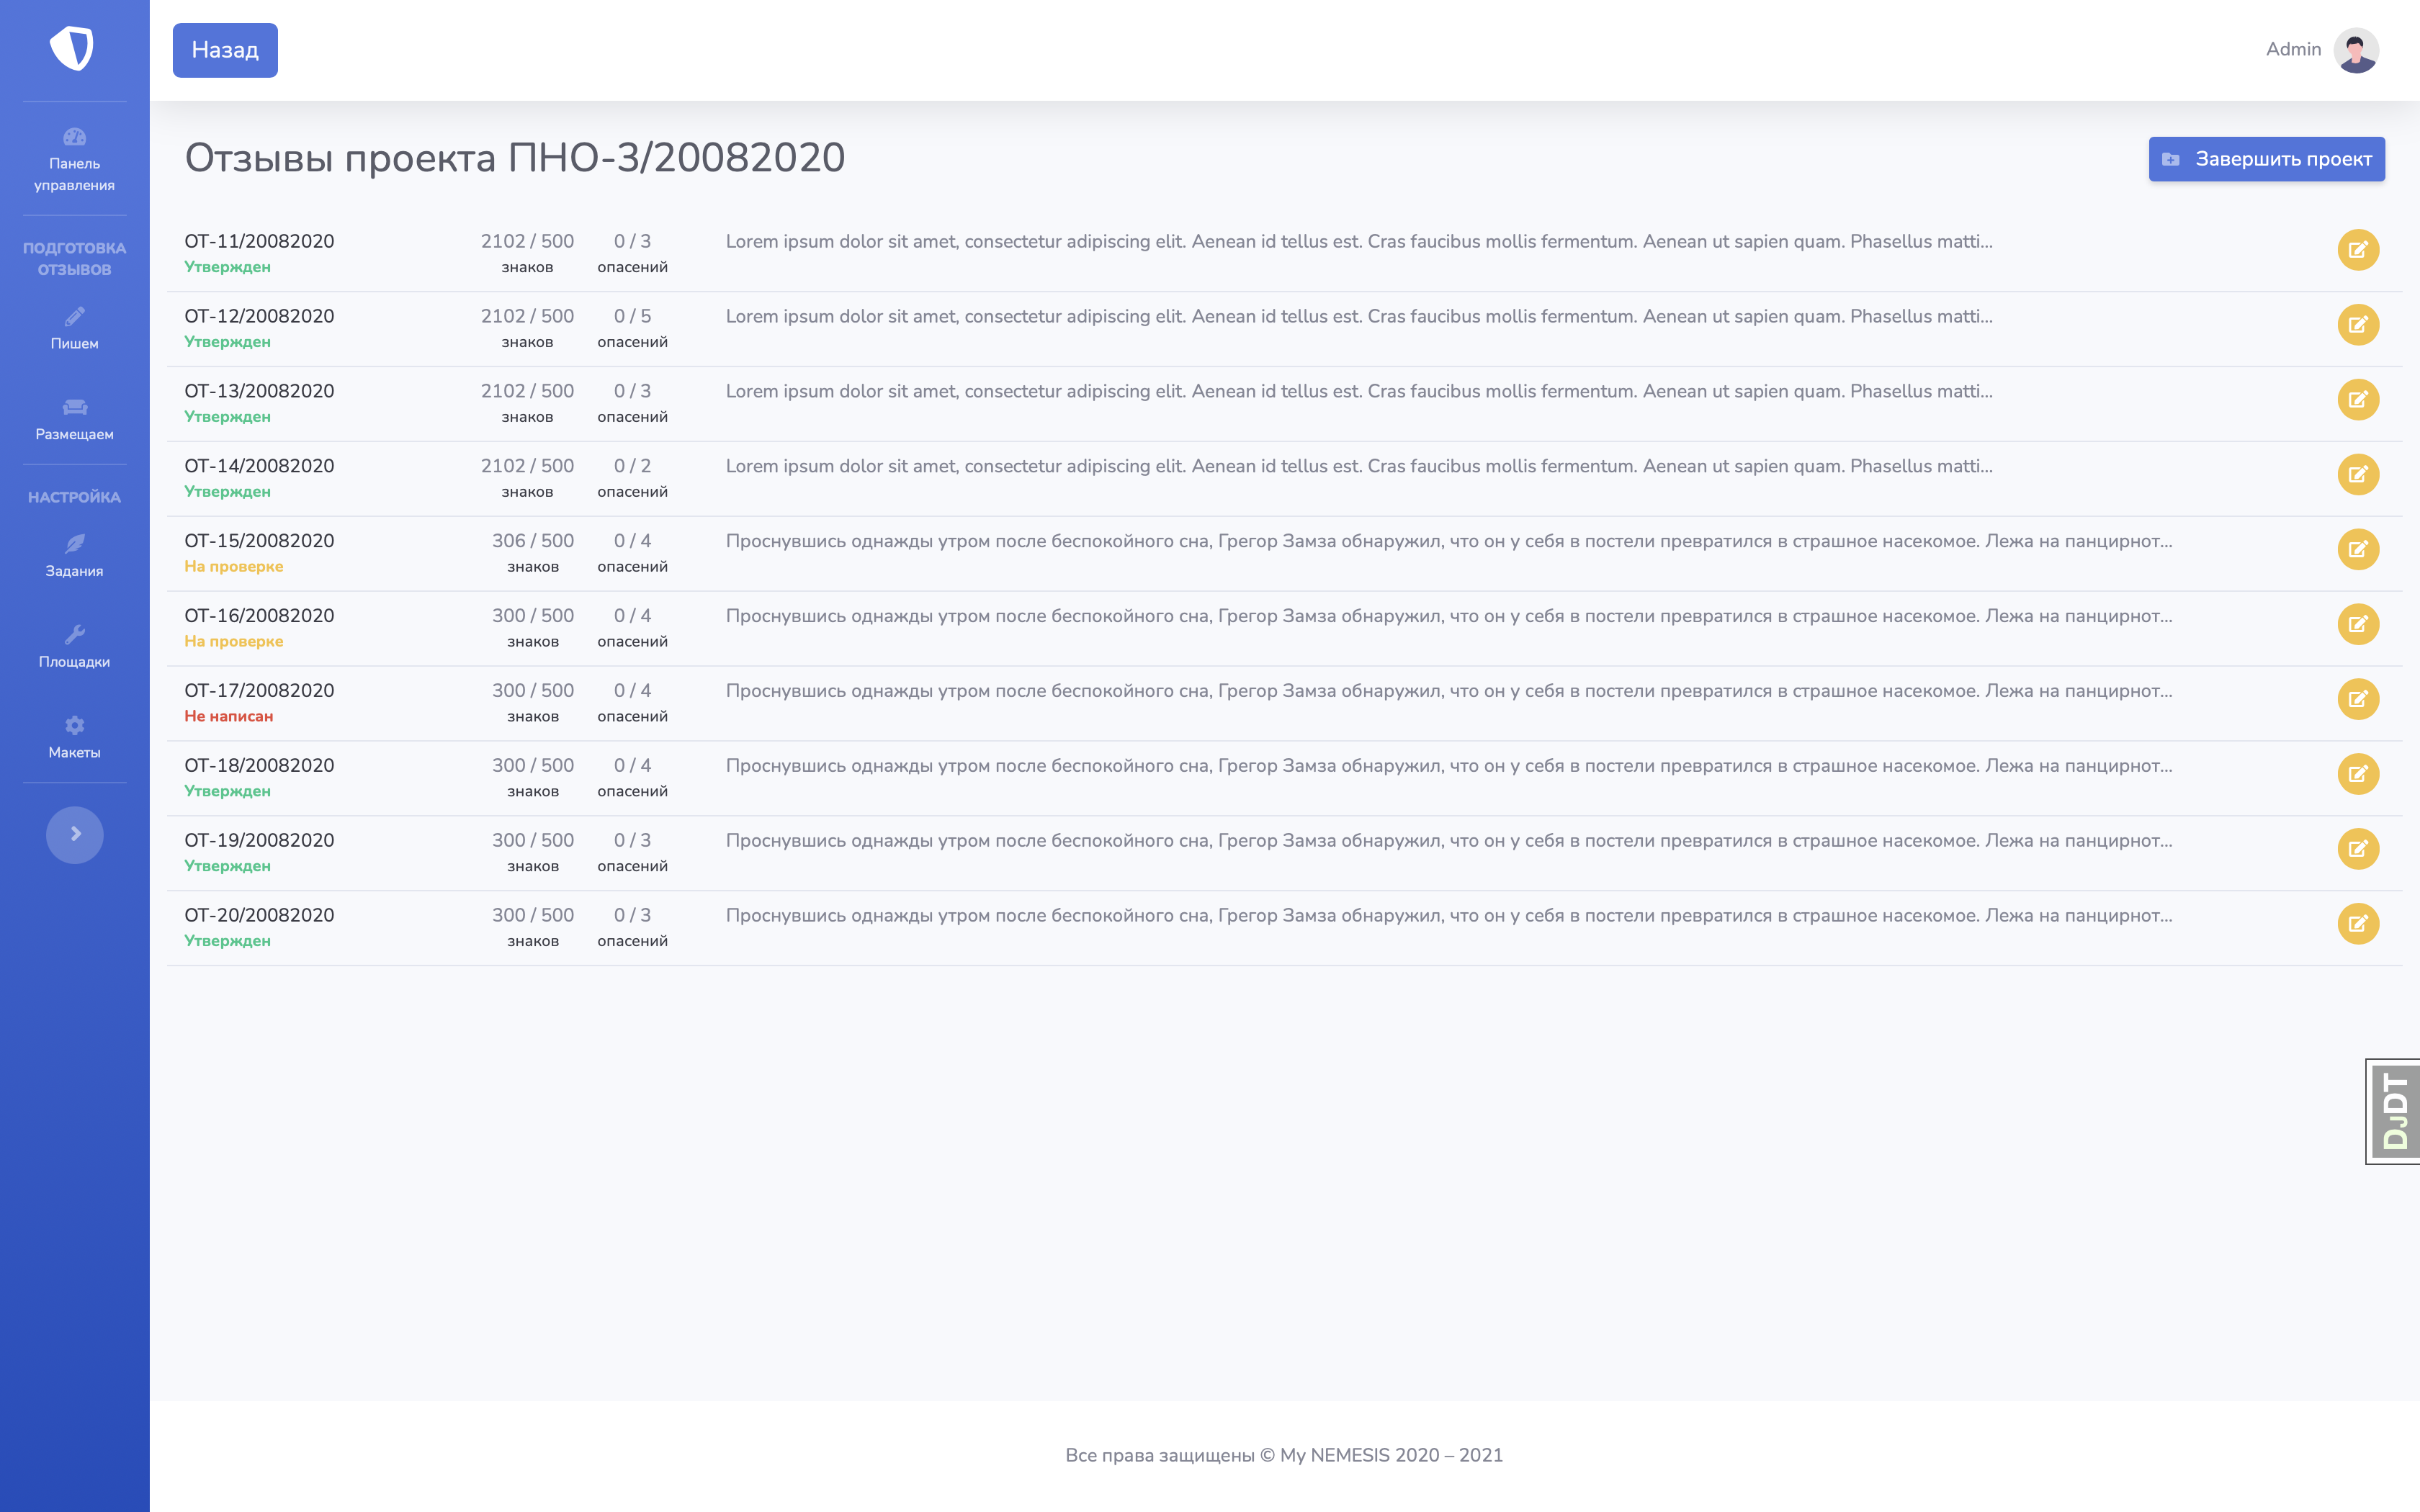 Назад
Admin
Панель
управления
ПОДГОТОВКА
ОТЗЫВОВ
Пишем
Размещаем
НАСТРОЙКА
Задания
Площадки
Макеты
Отзывы проекта ПНО-3/20082020
Завершить проект
ОТ-11/20082020 2102 / 500 0 / 3 Lorem ipsum dolor sit amet, consectetur adipiscing elit. Aenean id tellus est. Cras faucibus mollis fermentum. Aenean ut sapien quam. Phasellus matti...
Утвержден знаков опасений
ОТ-12/20082020 2102 / 500 0 / 5 Lorem ipsum dolor sit amet, consectetur adipiscing elit. Aenean id tellus est. Cras faucibus mollis fermentum. Aenean ut sapien quam. Phasellus matti...
Утвержден знаков опасений
ОТ-13/20082020 2102 / 500 0 / 3 Lorem ipsum dolor sit amet, consectetur adipiscing elit. Aenean id tellus est. Cras faucibus mollis fermentum. Aenean ut sapien quam. Phasellus matti...
Утвержден знаков опасений
ОТ-14/20082020 2102 / 500 0 / 2 Lorem ipsum dolor sit amet, consectetur adipiscing elit. Aenean id tellus est. Cras faucibus mollis fermentum. Aenean ut sapien quam. Phasellus matti...
Утвержден знаков опасений
ОТ-15/20082020 306 / 500 0 / 4 Проснувшись однажды утром после беспокойного сна, Грегор Замза обнаружил, что он у себя в постели превратился в страшное насекомое. Лежа на панцирнот...
На проверке знаков опасений
ОТ-16/20082020 300 / 500 0 / 4 Проснувшись однажды утром после беспокойного сна, Грегор Замза обнаружил, что он у себя в постели превратился в страшное насекомое. Лежа на панцирнот...
На проверке знаков опасений
ОТ-17/20082020 300 / 500 0 / 4 Проснувшись однажды утром после беспокойного сна, Грегор Замза обнаружил, что он у себя в постели превратился в страшное насекомое. Лежа на панцирнот...
Не написан знаков опасений
ОТ-18/20082020 300 / 500 0 / 4 Проснувшись однажды утром после беспокойного сна, Грегор Замза обнаружил, что он у себя в постели превратился в страшное насекомое. Лежа на панцирнот...
Утвержден знаков опасений
ОТ-19/20082020 300 / 500 0 / 3 Проснувшись однажды утром после беспокойного сна, Грегор Замза обнаружил, что он у себя в постели превратился в страшное насекомое. Лежа на панцирнот...
Утвержден знаков опасений
ОТ-20/20082020 300 / 500 0 / 3 Проснувшись однажды утром после беспокойного сна, Грегор Замза обнаружил, что он у себя в постели превратился в страшное насекомое. Лежа на панцирнот...
Утвержден знаков опасений
DJDT
Все права защищены © My NEMESIS 2020 – 2021